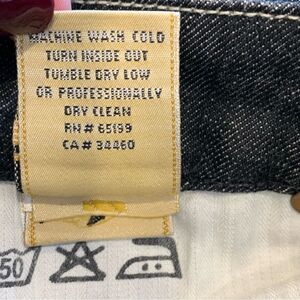 MACHINE WASH COLD
TURN INSIDE OUT
TUMBLE DRY LOW
OR PROFESSIONALLY
DRY CLEAN
RN# 65199
CA# 34460
50